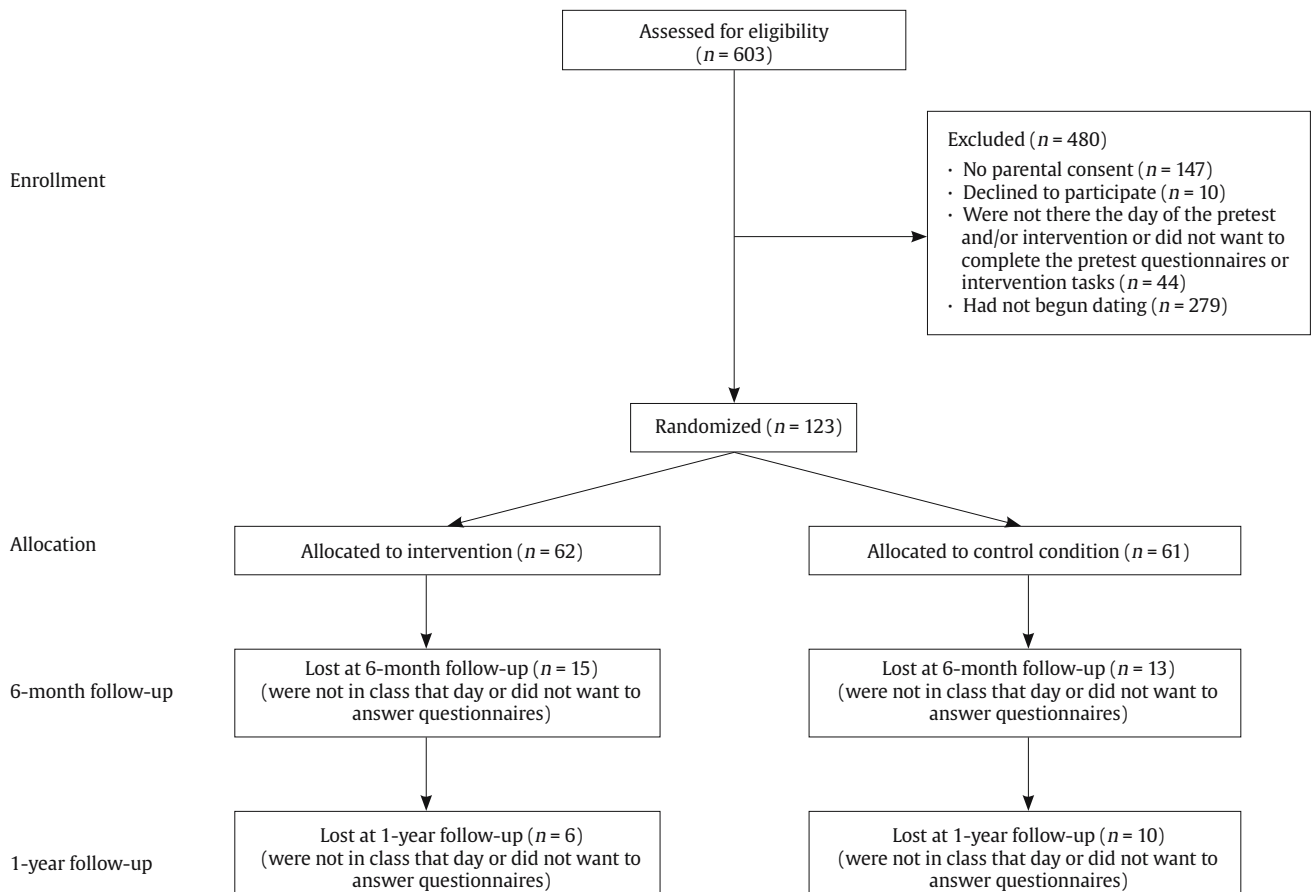 Assessed for eligibility
(n = 603)
Enrollment
Excluded (n = 480)
· No parental consent (n = 147)
· Declined to participate (n = 10)
· Were not there the day of the pretest
and/or intervention or did not want to
complete the pretest questionnaires or
intervention tasks (n = 44)
· Had not begun dating (n = 279)
Randomized (n = 123)
Allocation
Allocated to intervention (n = 62)
Allocated to control condition (n = 61)
6-month follow-up
Lost at 6-month follow-up (n = 15)
(were not in class that day or did not want to
answer questionnaires)
Lost at 6-month follow-up (n = 13)
(were not in class that day or did not want to
answer questionnaires)
1-year follow-up
Lost at 1-year follow-up (n = 6)
(were not in class that day or did not want to
answer questionnaires)
Lost at 1-year follow-up (n = 10)
(were not in class that day or did not want to
answer questionnaires)